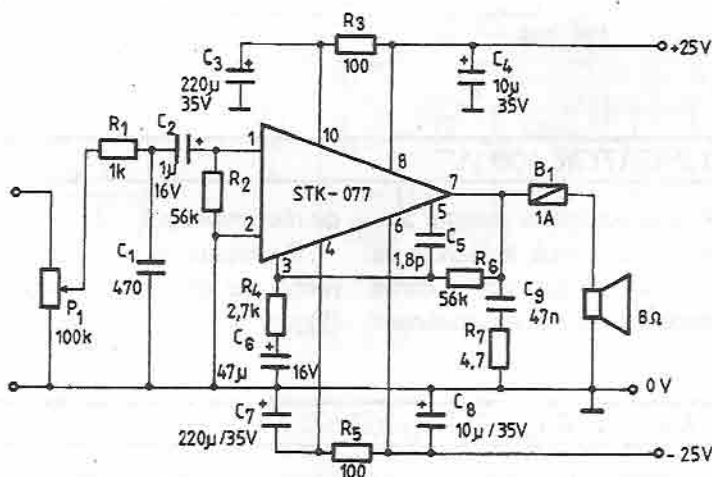 R3
100
+25V
C3
220µ
35V
C4
10µ
35V
R1
1k
C2
1µ
16V
1
10
8
R2
56k
STK-077
7
B1
1A
2
4
6
5
C5
1,8p
3
C1
470
P1
100k
R4
2,7k
R6
56k
C9
47n
C6
47µ
16V
R7
4,7
8Ω
0V
C7
220µ/35V
C8
10µ/35V
R5
100
-25V